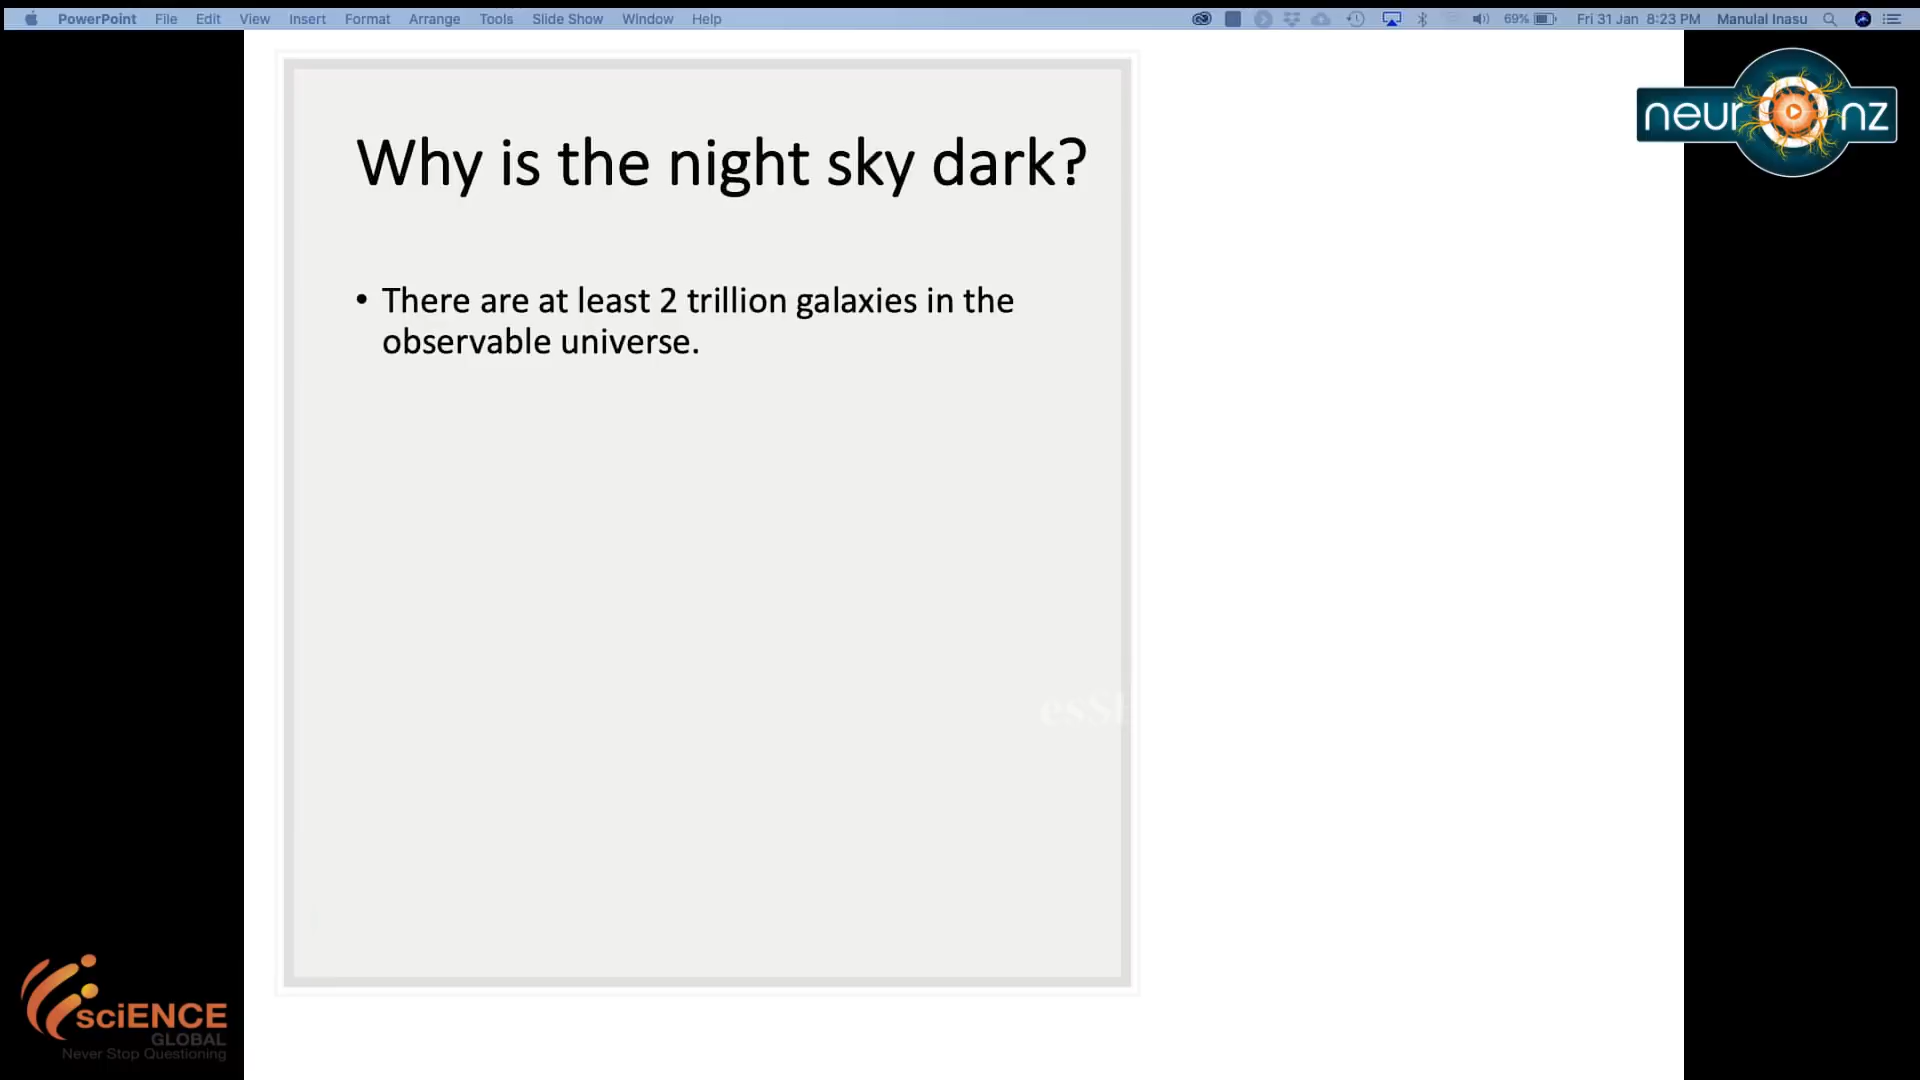 PowerPoint File Edit View Insert Format Arrange Tools Slide Show Window Help 69% Fri 31 Jan 8:23 PM Manulal Inasu
neuronz
Why is the night sky dark?
• There are at least 2 trillion galaxies in the
observable universe.
sciENCE
GLOBAL
Never Stop Questioning